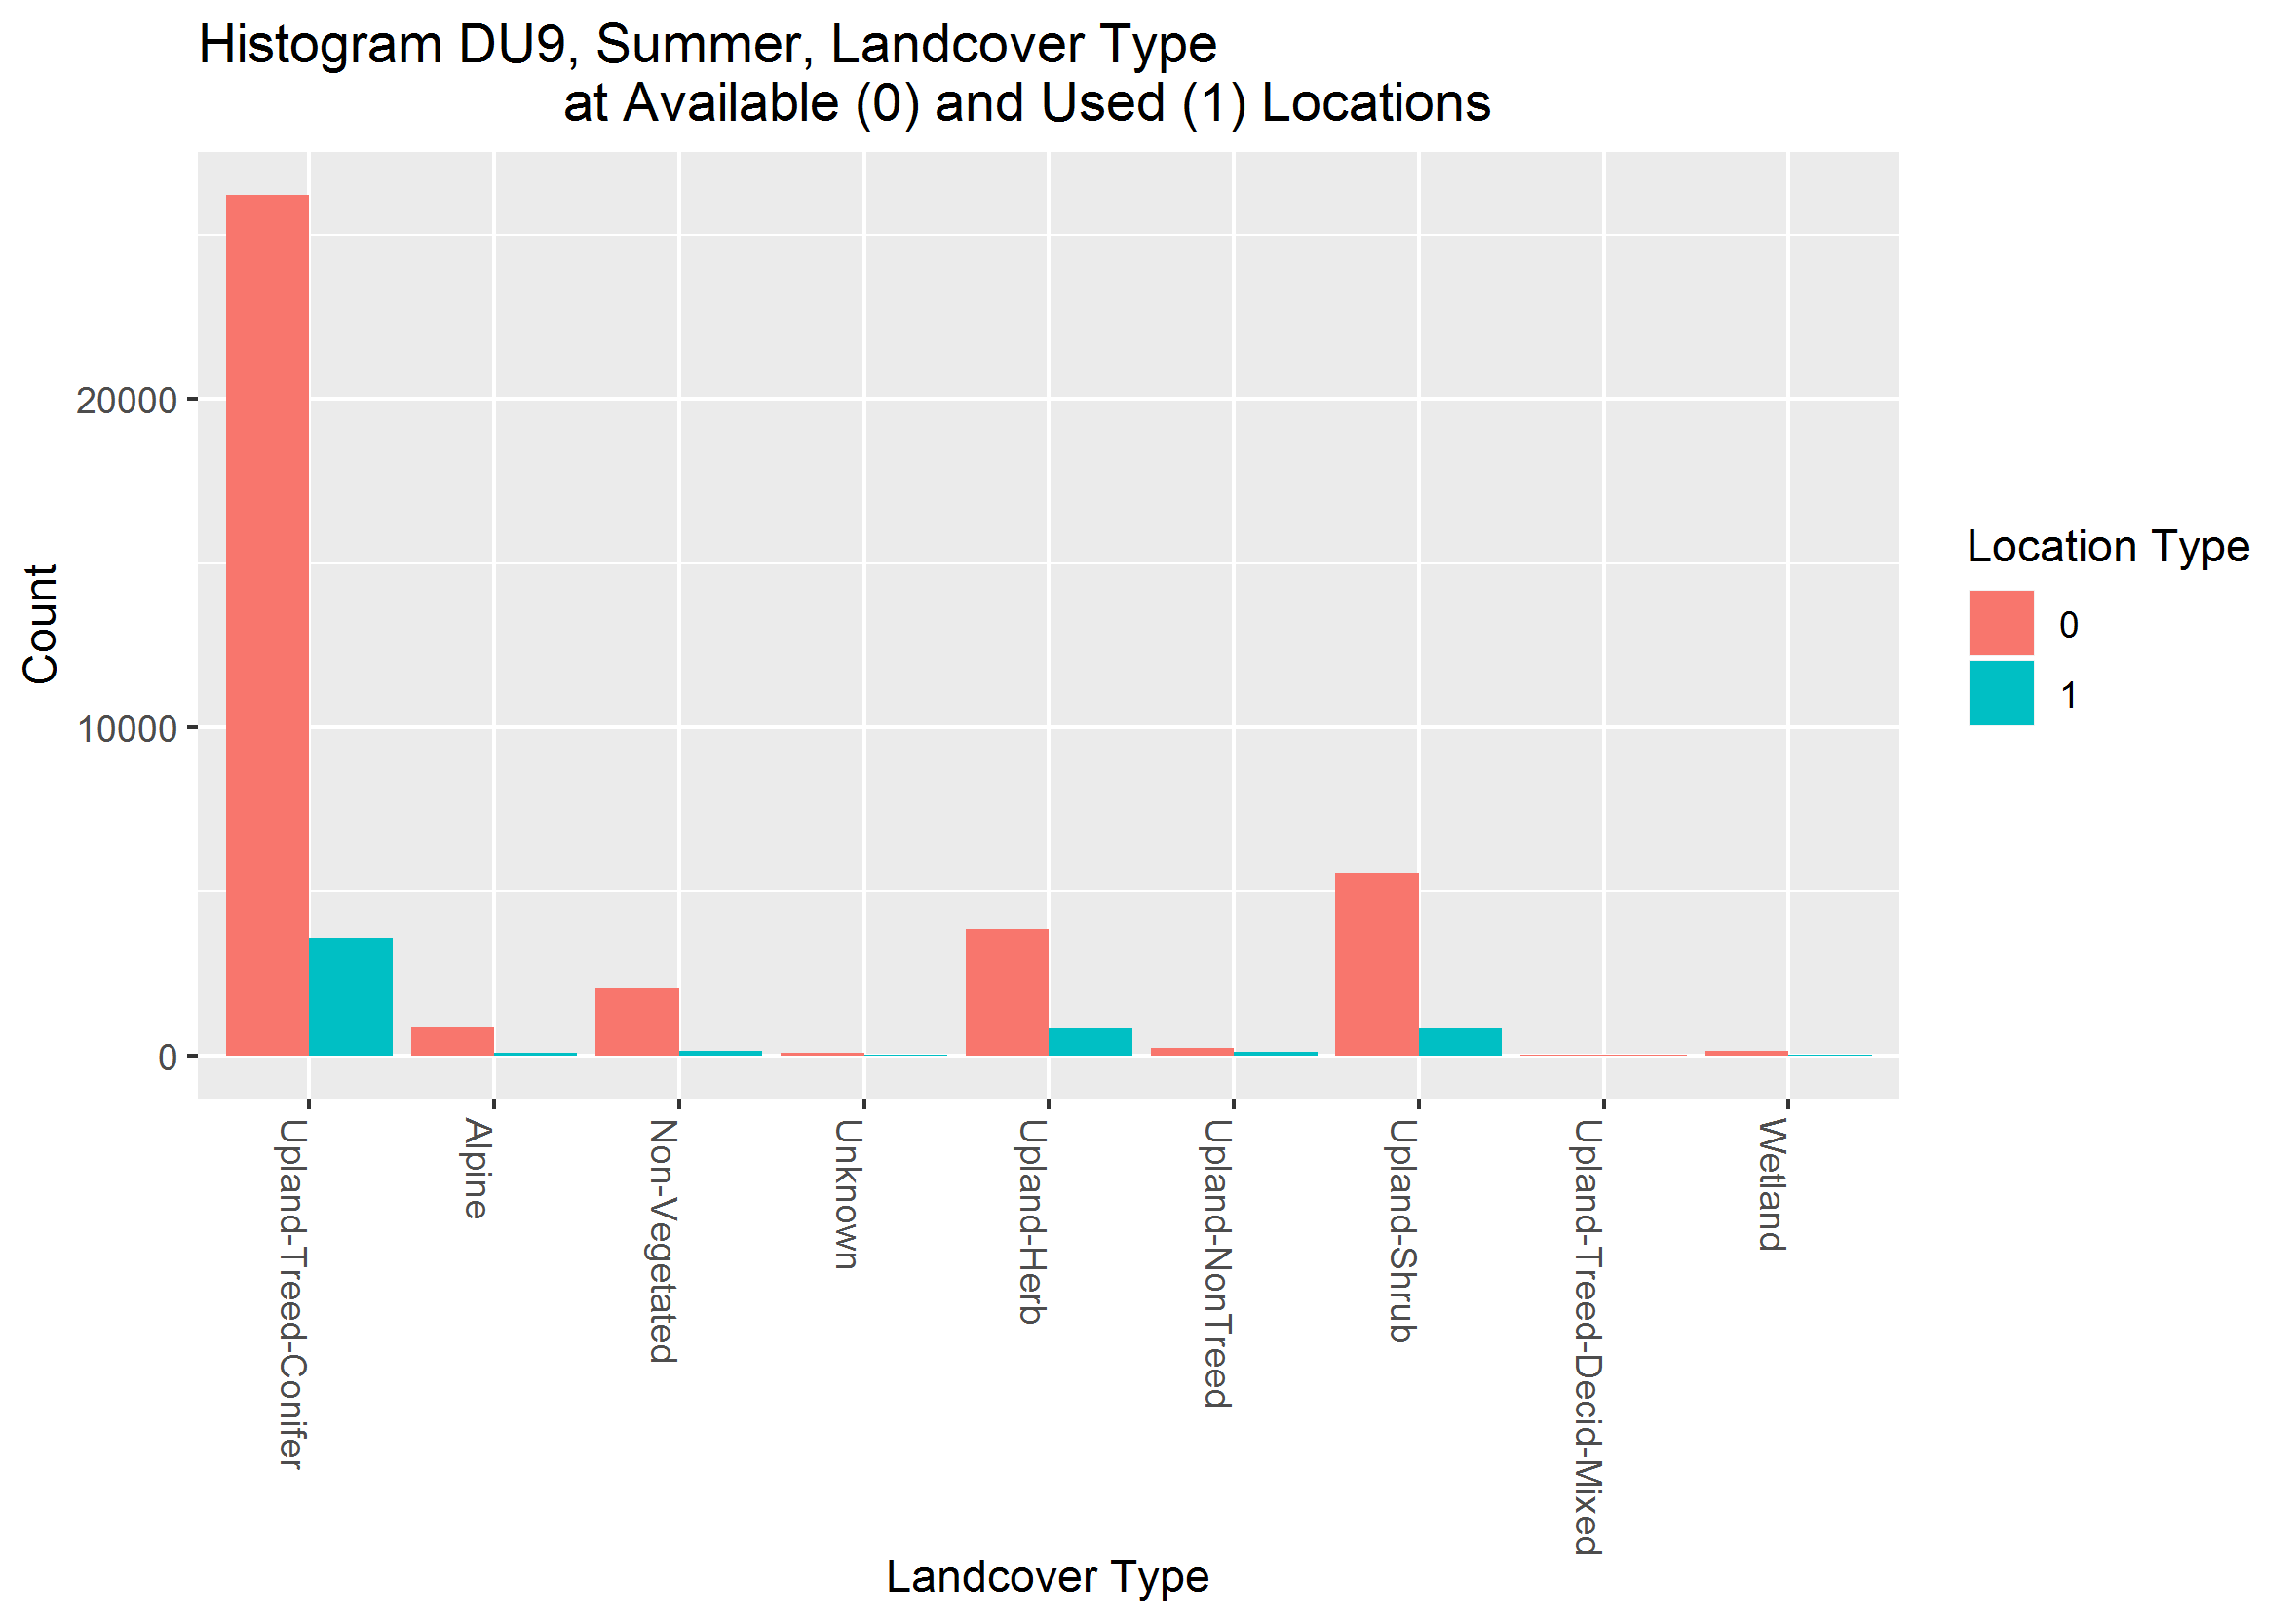 Histogram DU9, Summer, Landcover Type
at Available (0) and Used (1) Locations
Count
20000
10000
0
Location Type
0
1
Upland-Treed-Conifer
Alpine
Non-Vegetated
Unknown
Upland-Herb
Upland-NonTreed
Upland-Shrub
Upland-Treed-Decid-Mixed
Wetland
Landcover Type